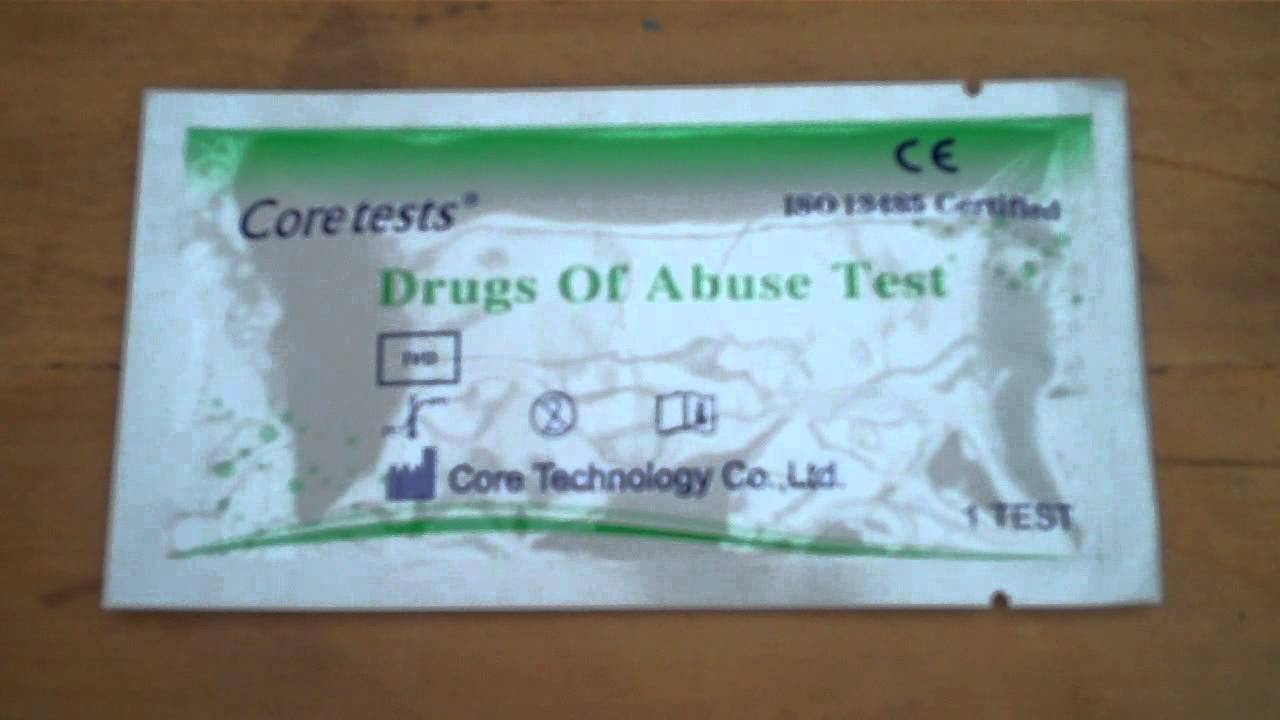 CE
Coretests®
ISO 13485 Certified
Drugs Of Abuse Test
IVD
Core Technology Co.,Ltd.
1 TEST